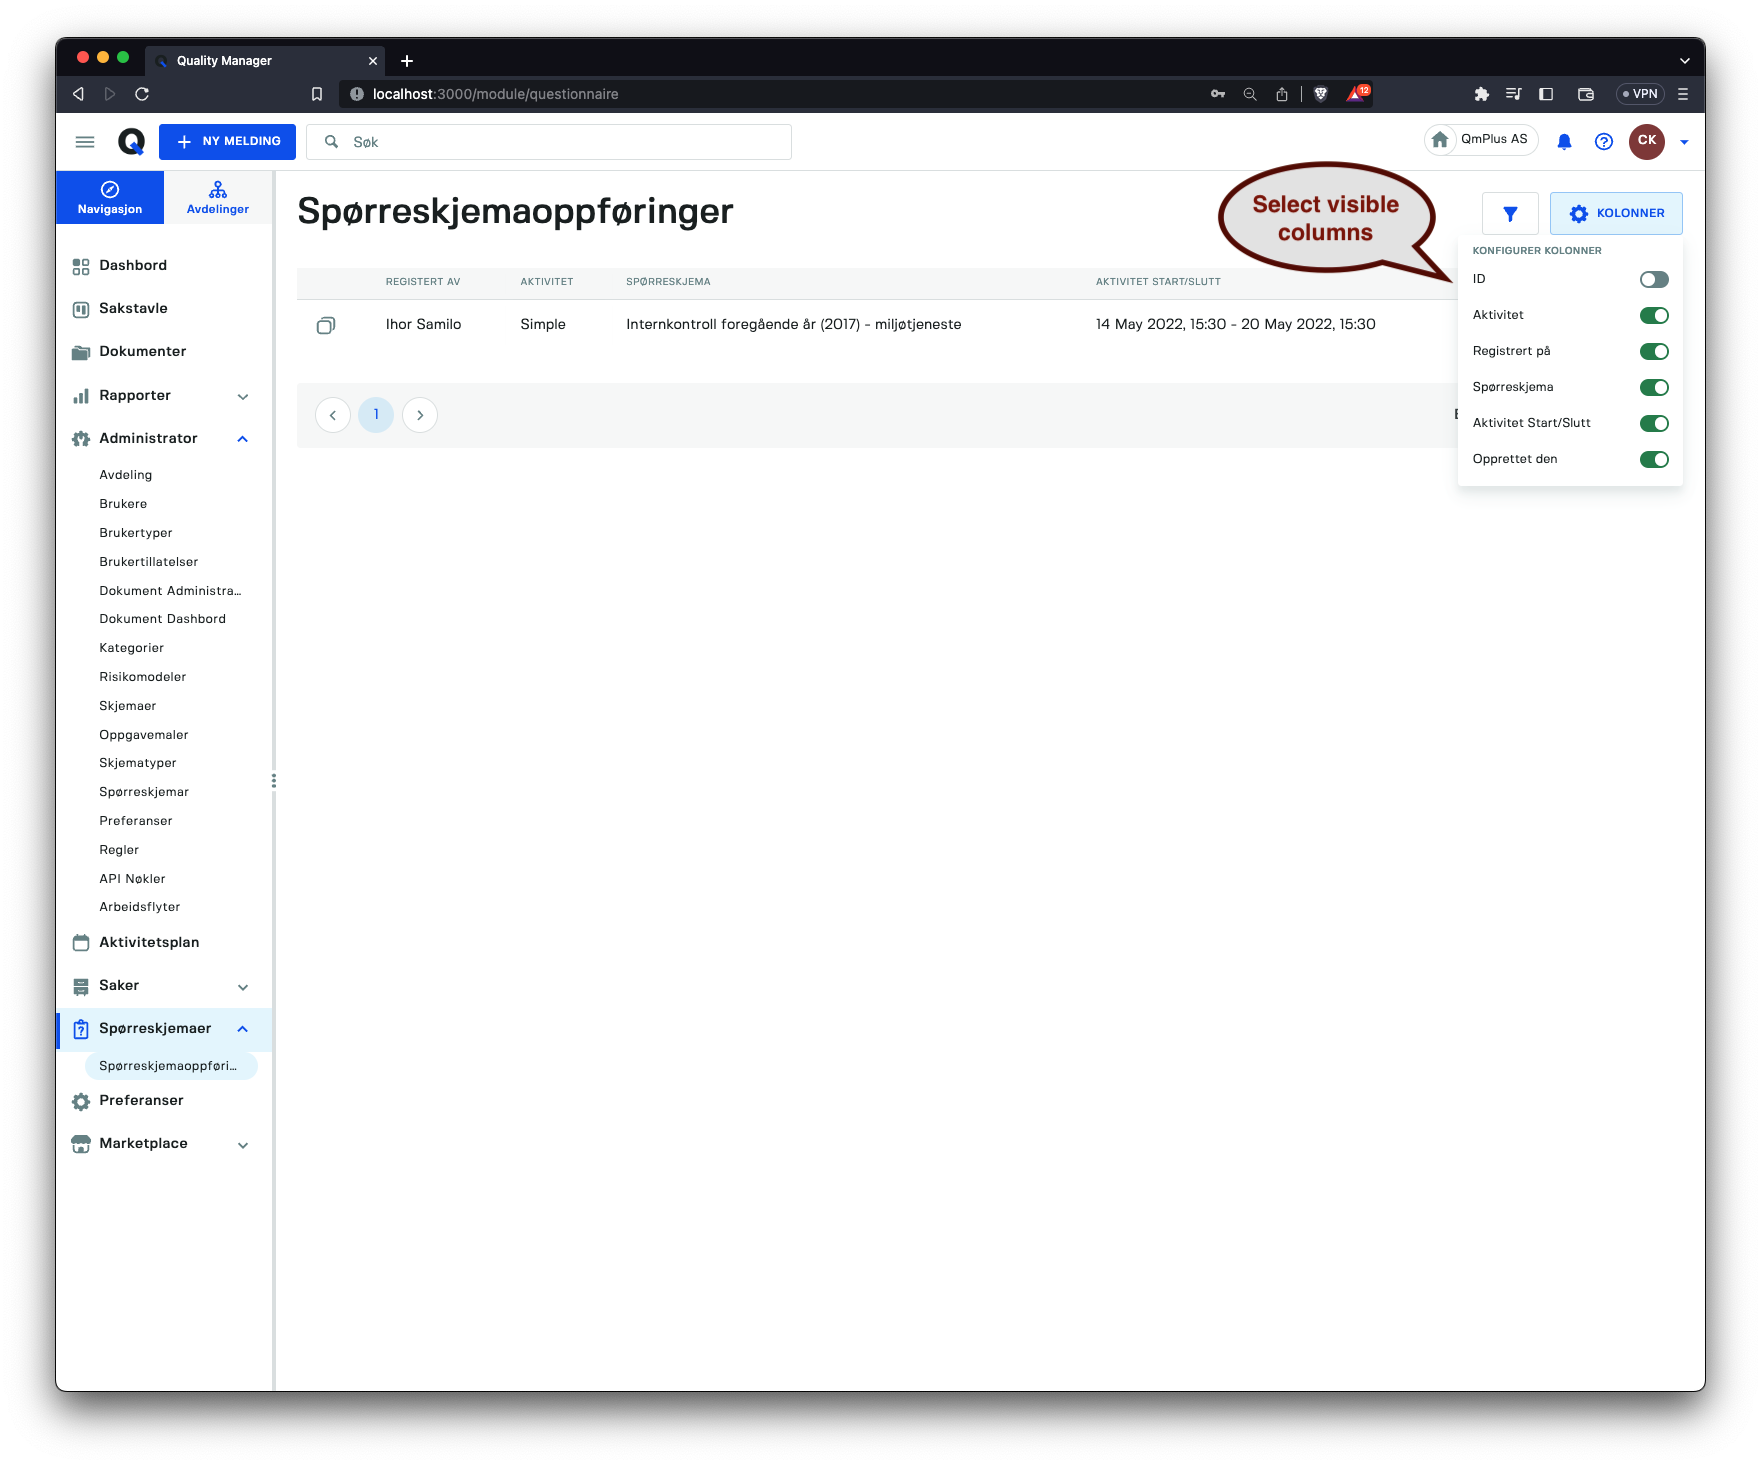 Quality Manager
localhost:3000/module/questionnaire
12
VPN
NY MELDING
Søk
QmPlus AS
CK
Navigasjon
Avdelinger
Spørreskjemaoppføringer
Select visible
columns
KOLONNER
KONFIGURER KOLONNER
ID
Aktivitet
Registrert på
Spørreskjema
Aktivitet Start/Slutt
Opprettet den
REGISTERT AV AKTIVITET SPØRRESKJEMA AKTIVITET START/SLUTT
Ihor Samilo Simple Internkontroll foregående år (2017) - miljøtjeneste 14 May 2022, 15:30 - 20 May 2022, 15:30
1
Dashbord
Sakstavle
Dokumenter
Rapporter
Administrator
Avdeling
Brukere
Brukertyper
Brukertillatelser
Dokument Administra...
Dokument Dashbord
Kategorier
Risikomodeler
Skjemaer
Oppgavemaler
Skjematyper
Spørreskjemar
Preferanser
Regler
API Nøkler
Arbeidsflyter
Aktivitetsplan
Saker
Spørreskjemaer
Spørreskjemaoppføri...
Preferanser
Marketplace